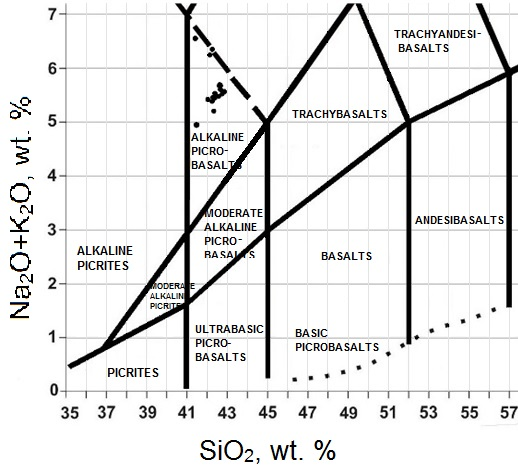 7
6
5
4
3
2
1
0
Na₂O+K₂O, wt. %
TRACHYANDESI-
BASALTS
TRACHYBASALTS
ALKALINE
PICRO-
BASALTS
MODERATE
ALKALINE
PICRO-
BASALTS
ANDESIBASALTS
ALKALINE
PICRITES
BASALTS
MODERATE
ALKALINE
PICRITES
ULTRABASIC
PICRO-
BASALTS
BASIC
PICROBASALTS
PICRITES
35 37 39 41 43 45 47 49 51 53 55 57
SiO₂, wt. %